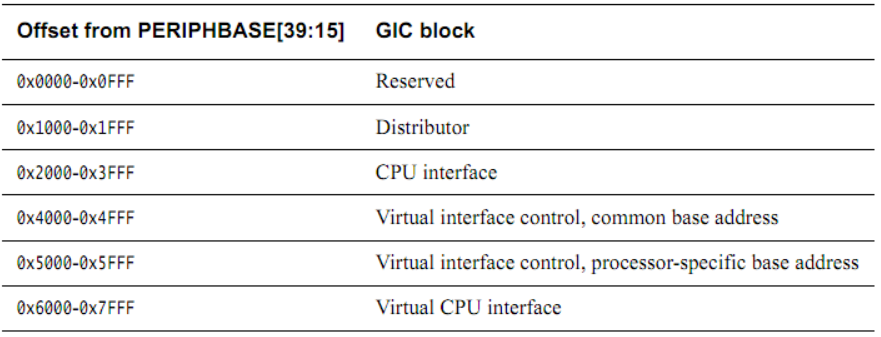 Offset from PERIPHBASE[39:15] GIC block
0x0000-0x0FFF Reserved
0x1000-0x1FFF Distributor
0x2000-0x3FFF CPU interface
0x4000-0x4FFF Virtual interface control, common base address
0x5000-0x5FFF Virtual interface control, processor-specific base address
0x6000-0x7FFF Virtual CPU interface